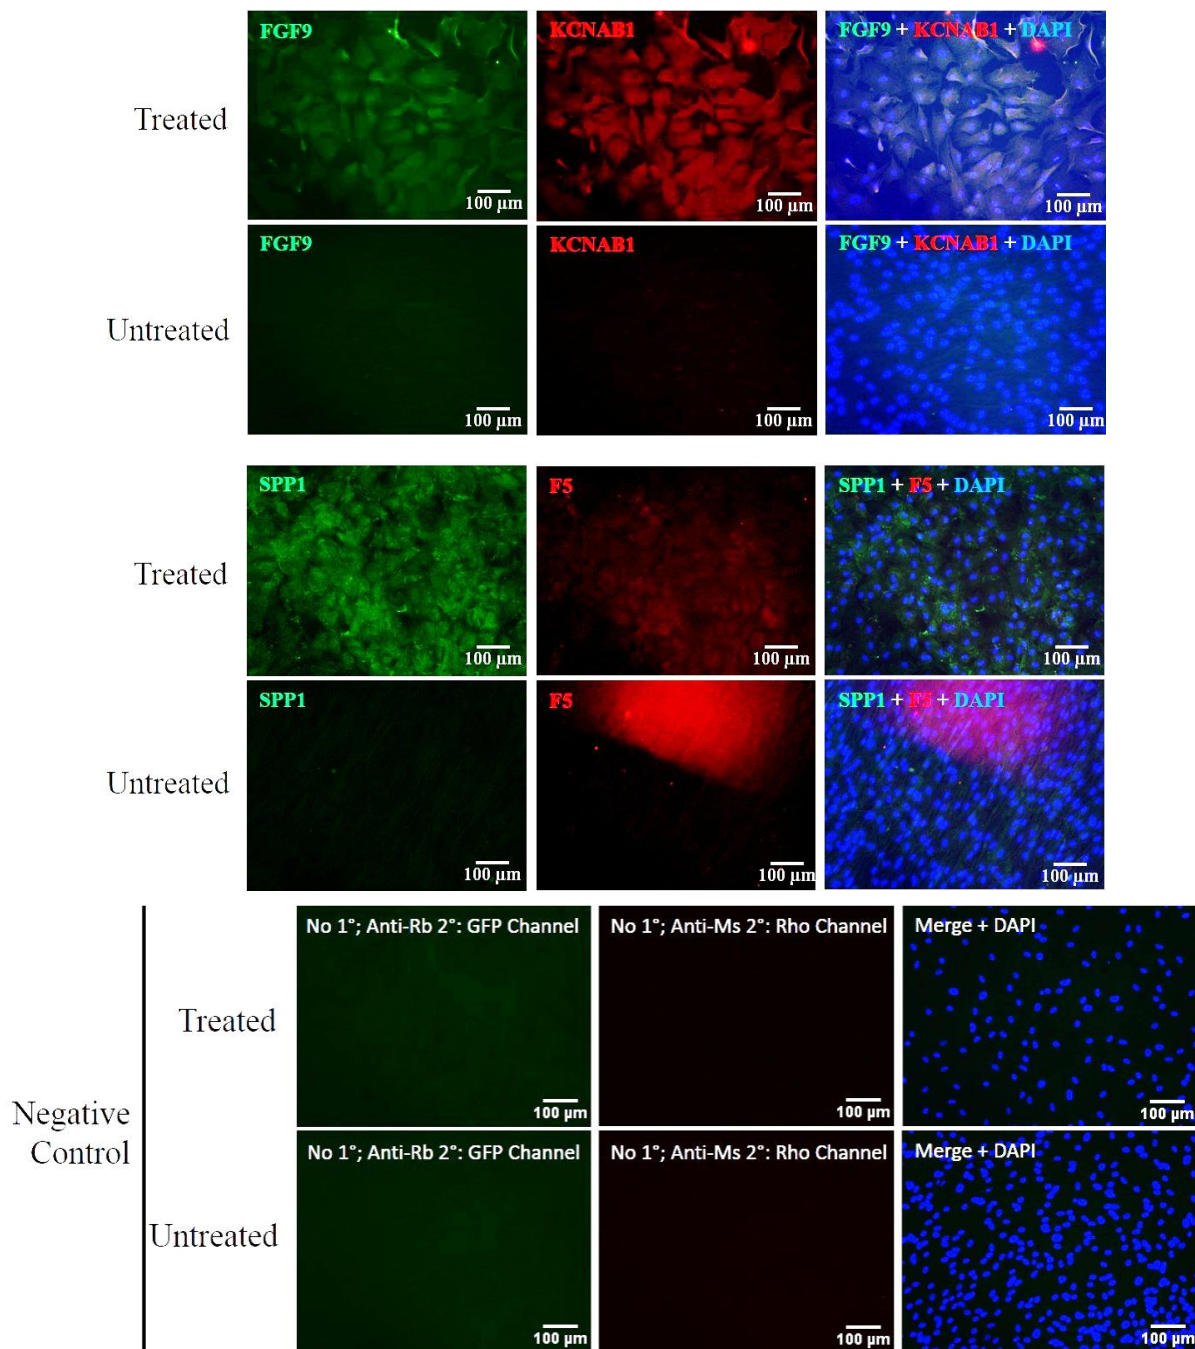 FGF9
KCNAB1
FGF9 + KCNAB1 + DAPI
Treated
100 µm
100 µm
100 µm
FGF9
KCNAB1
FGF9 + KCNAB1 + DAPI
Untreated
100 µm
100 µm
100 µm
SPP1
F5
SPP1 + F5 + DAPI
Treated
100 µm
100 µm
100 µm
SPP1
F5
SPP1 + F5 + DAPI
Untreated
100 µm
100 µm
100 µm
Negative
Control
No 1°; Anti-Rb 2°: GFP Channel
No 1°; Anti-Ms 2°: Rho Channel
Merge + DAPI
Treated
100 µm
100 µm
100 µm
No 1°; Anti-Rb 2°: GFP Channel
No 1°; Anti-Ms 2°: Rho Channel
Merge + DAPI
Untreated
100 µm
100 µm
100 µm